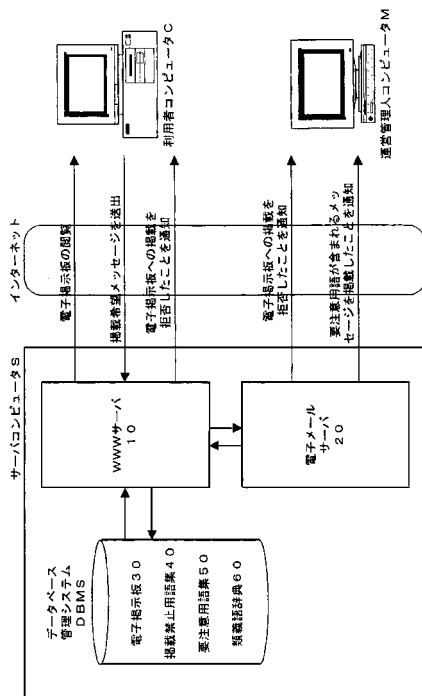 サーバコンピュータS
データベース
管理システム
DBMS
電子掲示板30
掲載禁止用語集40
要注意用語集50
類義語辞典60
WWWサーバ
10
電子メール
サーバ
20
インターネット
電子掲示板の閲覧
掲載希望メッセージを送出
電子掲示板への掲載を
拒否したことを通知
電子掲示板への掲載を
拒否したことを通知
要注意用語が含まれるメッ
セージを掲載したことを通知
利用者コンピュータC
運営管理人コンピュータM